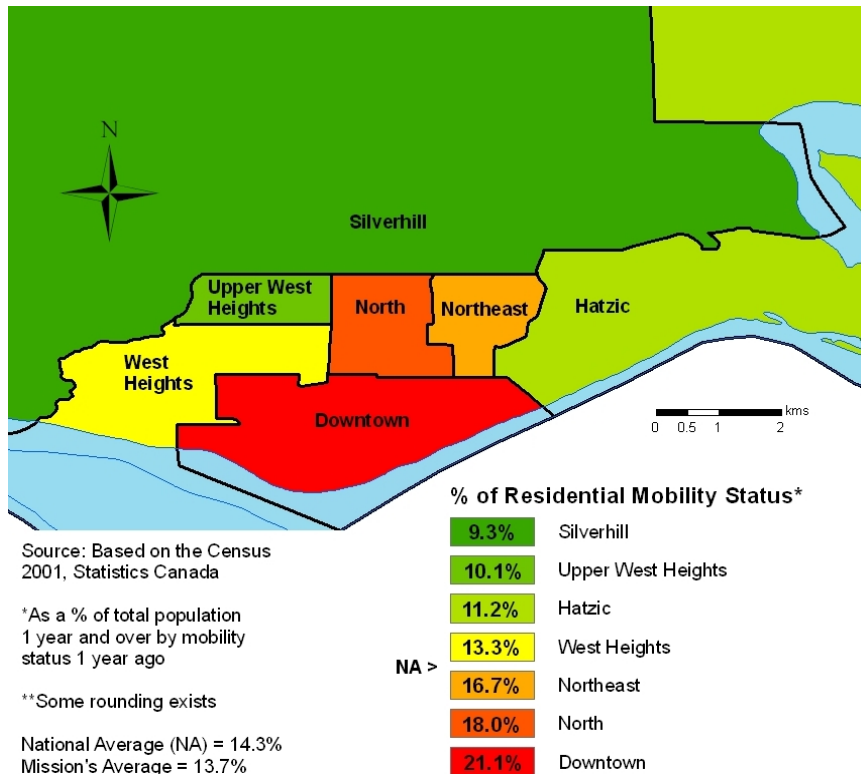 N
Silverhill
Upper West
Heights
North
Northeast
Hatzic
West
Heights
Downtown
kms
0 0.5 1 2
% of Residential Mobility Status*
9.3% Silverhill
10.1% Upper West Heights
11.2% Hatzic
13.3% West Heights
NA >
16.7% Northeast
18.0% North
21.1% Downtown
Source: Based on the Census
2001, Statistics Canada
*As a % of total population
1 year and over by mobility
status 1 year ago
**Some rounding exists
National Average (NA) = 14.3%
Mission's Average = 13.7%